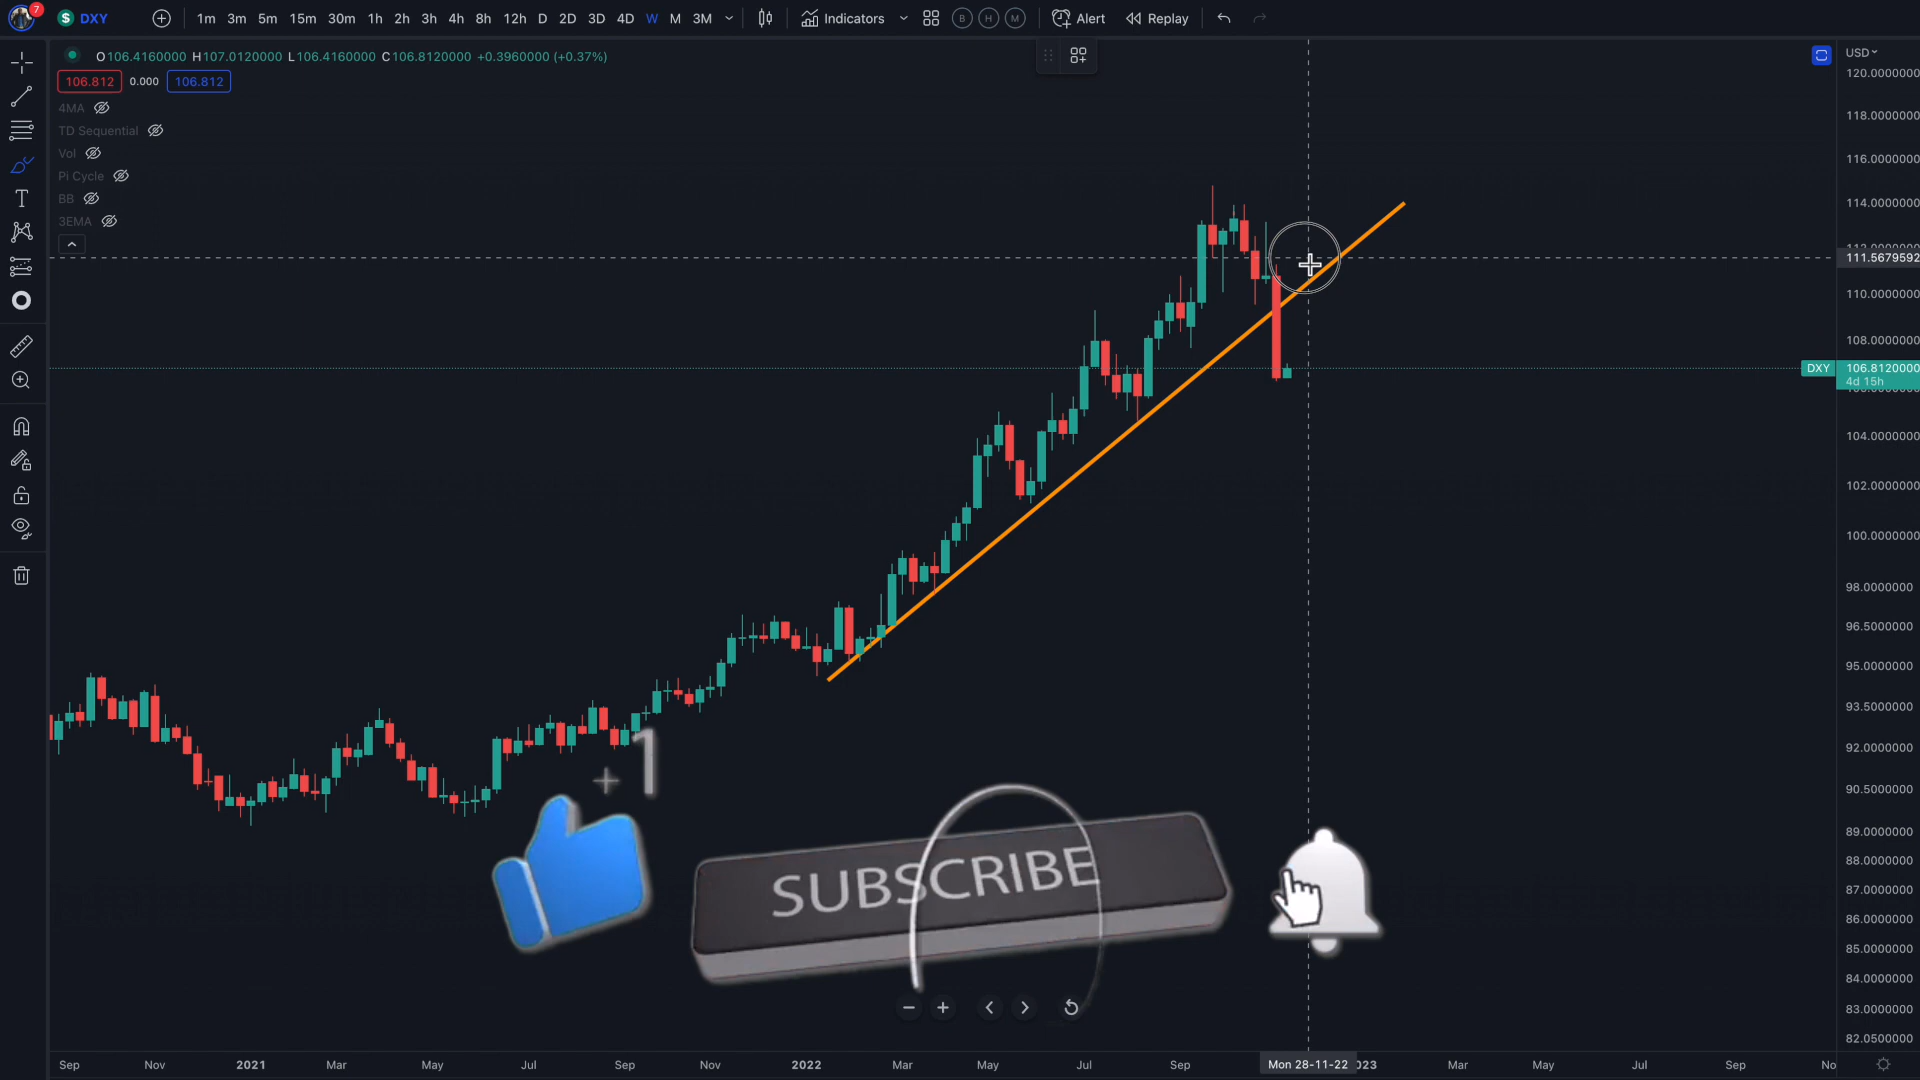 7
$ DXY
1m 3m 5m 15m 30m 1h 2h 3h 4h 8h 12h D 2D 3D 4D W M 3M
Indicators
B H M
Alert
Replay
O106.4160000 H107.0120000 L106.4160000 C106.8120000 +0.3960000 (+0.37%)
106.812 0.000 106.812
4MA
TD Sequential
Vol
Pi Cycle
BB
3EMA
T
USD
120.0000000
118.0000000
116.0000000
114.0000000
111.5679592
110.0000000
108.0000000
DXY 106.8120000
4d 15h
104.0000000
102.0000000
100.0000000
98.0000000
96.5000000
95.0000000
93.5000000
92.0000000
90.5000000
89.0000000
88.0000000
87.0000000
86.0000000
85.0000000
84.0000000
83.0000000
82.0500000
+1
SUBSCRIBE
Sep Nov 2021 Mar May Jul Sep Nov 2022 Mar May Jul Sep Mon 28-11-22 023 Mar May Jul Sep No